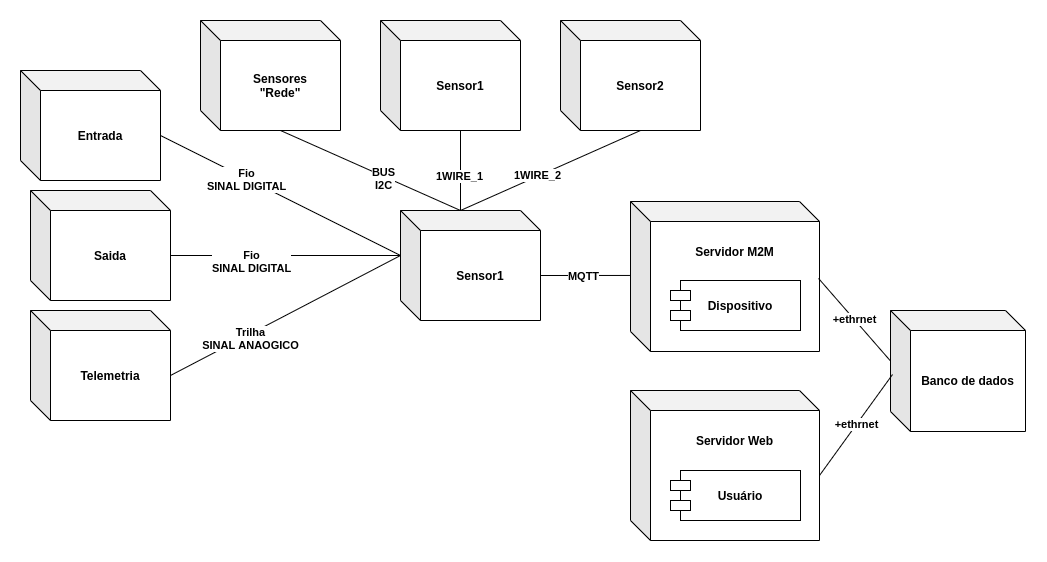 Sensores
"Rede"
Sensor1
Sensor2
Entrada
BUS
I2C
1WIRE_1
1WIRE_2
Fio
SINAL DIGITAL
Saida
Fio
SINAL DIGITAL
Sensor1
MQTT
Servidor M2M
Dispositivo
+ethrnet
Trilha
SINAL ANAOGICO
Telemetria
Banco de dados
+ethrnet
Servidor Web
Usuário